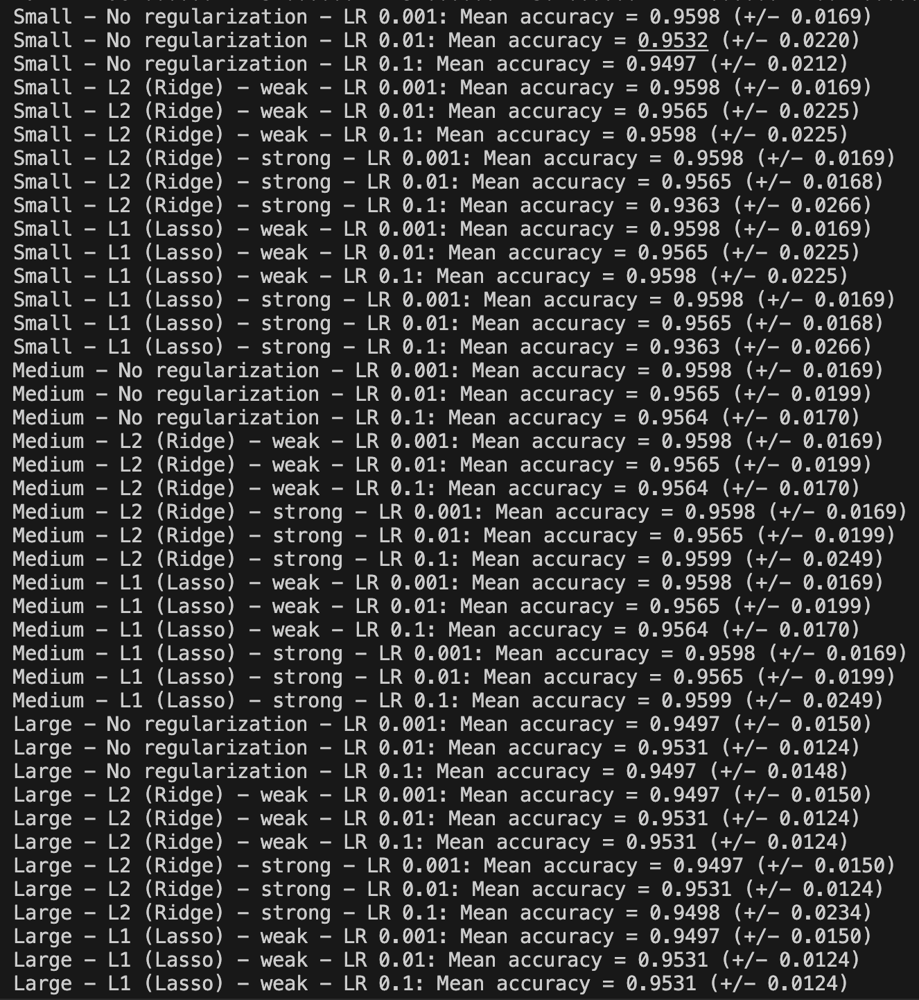 Small - No regularization - LR 0.001: Mean accuracy = 0.9598 (+/- 0.0169)
Small - No regularization - LR 0.01: Mean accuracy = 0.9532 (+/- 0.0220)
Small - No regularization - LR 0.1: Mean accuracy = 0.9497 (+/- 0.0212)
Small - L2 (Ridge) - weak - LR 0.001: Mean accuracy = 0.9598 (+/- 0.0169)
Small - L2 (Ridge) - weak - LR 0.01: Mean accuracy = 0.9565 (+/- 0.0225)
Small - L2 (Ridge) - weak - LR 0.1: Mean accuracy = 0.9598 (+/- 0.0225)
Small - L2 (Ridge) - strong - LR 0.001: Mean accuracy = 0.9598 (+/- 0.0169)
Small - L2 (Ridge) - strong - LR 0.01: Mean accuracy = 0.9565 (+/- 0.0168)
Small - L2 (Ridge) - strong - LR 0.1: Mean accuracy = 0.9363 (+/- 0.0266)
Small - L1 (Lasso) - weak - LR 0.001: Mean accuracy = 0.9598 (+/- 0.0169)
Small - L1 (Lasso) - weak - LR 0.01: Mean accuracy = 0.9565 (+/- 0.0225)
Small - L1 (Lasso) - weak - LR 0.1: Mean accuracy = 0.9598 (+/- 0.0225)
Small - L1 (Lasso) - strong - LR 0.001: Mean accuracy = 0.9598 (+/- 0.0169)
Small - L1 (Lasso) - strong - LR 0.01: Mean accuracy = 0.9565 (+/- 0.0168)
Small - L1 (Lasso) - strong - LR 0.1: Mean accuracy = 0.9363 (+/- 0.0266)
Medium - No regularization - LR 0.001: Mean accuracy = 0.9598 (+/- 0.0169)
Medium - No regularization - LR 0.01: Mean accuracy = 0.9565 (+/- 0.0199)
Medium - No regularization - LR 0.1: Mean accuracy = 0.9564 (+/- 0.0170)
Medium - L2 (Ridge) - weak - LR 0.001: Mean accuracy = 0.9598 (+/- 0.0169)
Medium - L2 (Ridge) - weak - LR 0.01: Mean accuracy = 0.9565 (+/- 0.0199)
Medium - L2 (Ridge) - weak - LR 0.1: Mean accuracy = 0.9564 (+/- 0.0170)
Medium - L2 (Ridge) - strong - LR 0.001: Mean accuracy = 0.9598 (+/- 0.0169)
Medium - L2 (Ridge) - strong - LR 0.01: Mean accuracy = 0.9565 (+/- 0.0199)
Medium - L2 (Ridge) - strong - LR 0.1: Mean accuracy = 0.9599 (+/- 0.0249)
Medium - L1 (Lasso) - weak - LR 0.001: Mean accuracy = 0.9598 (+/- 0.0169)
Medium - L1 (Lasso) - weak - LR 0.01: Mean accuracy = 0.9565 (+/- 0.0199)
Medium - L1 (Lasso) - weak - LR 0.1: Mean accuracy = 0.9564 (+/- 0.0170)
Medium - L1 (Lasso) - strong - LR 0.001: Mean accuracy = 0.9598 (+/- 0.0169)
Medium - L1 (Lasso) - strong - LR 0.01: Mean accuracy = 0.9565 (+/- 0.0199)
Medium - L1 (Lasso) - strong - LR 0.1: Mean accuracy = 0.9599 (+/- 0.0249)
Large - No regularization - LR 0.001: Mean accuracy = 0.9497 (+/- 0.0150)
Large - No regularization - LR 0.01: Mean accuracy = 0.9531 (+/- 0.0124)
Large - No regularization - LR 0.1: Mean accuracy = 0.9497 (+/- 0.0148)
Large - L2 (Ridge) - weak - LR 0.001: Mean accuracy = 0.9497 (+/- 0.0150)
Large - L2 (Ridge) - weak - LR 0.01: Mean accuracy = 0.9531 (+/- 0.0124)
Large - L2 (Ridge) - weak - LR 0.1: Mean accuracy = 0.9531 (+/- 0.0124)
Large - L2 (Ridge) - strong - LR 0.001: Mean accuracy = 0.9497 (+/- 0.0150)
Large - L2 (Ridge) - strong - LR 0.01: Mean accuracy = 0.9531 (+/- 0.0124)
Large - L2 (Ridge) - strong - LR 0.1: Mean accuracy = 0.9498 (+/- 0.0234)
Large - L1 (Lasso) - weak - LR 0.001: Mean accuracy = 0.9497 (+/- 0.0150)
Large - L1 (Lasso) - weak - LR 0.01: Mean accuracy = 0.9531 (+/- 0.0124)
Large - L1 (Lasso) - weak - LR 0.1: Mean accuracy = 0.9531 (+/- 0.0124)